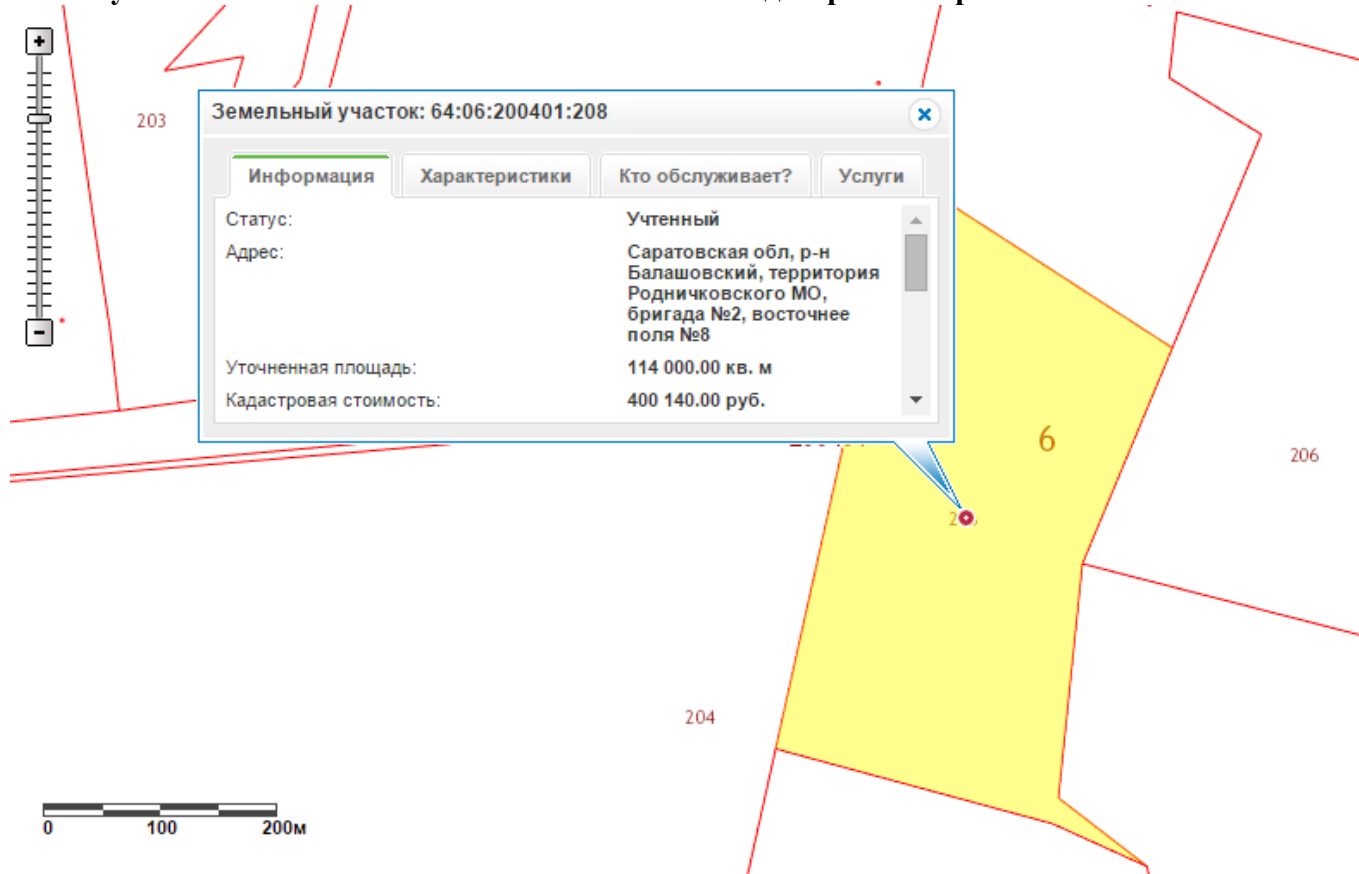 203
Земельный участок: 64:06:200401:208
Информация Характеристики Кто обслуживает? Услуги
Статус: Учтенный
Адрес: Саратовская обл, р-н
Балашовский, территория
Родничковского МО,
бригада №2, восточнее
поля №8
Уточненная площадь: 114 000.00 кв. м
Кадастровая стоимость: 400 140.00 руб.
6
206
204
0 100 200м